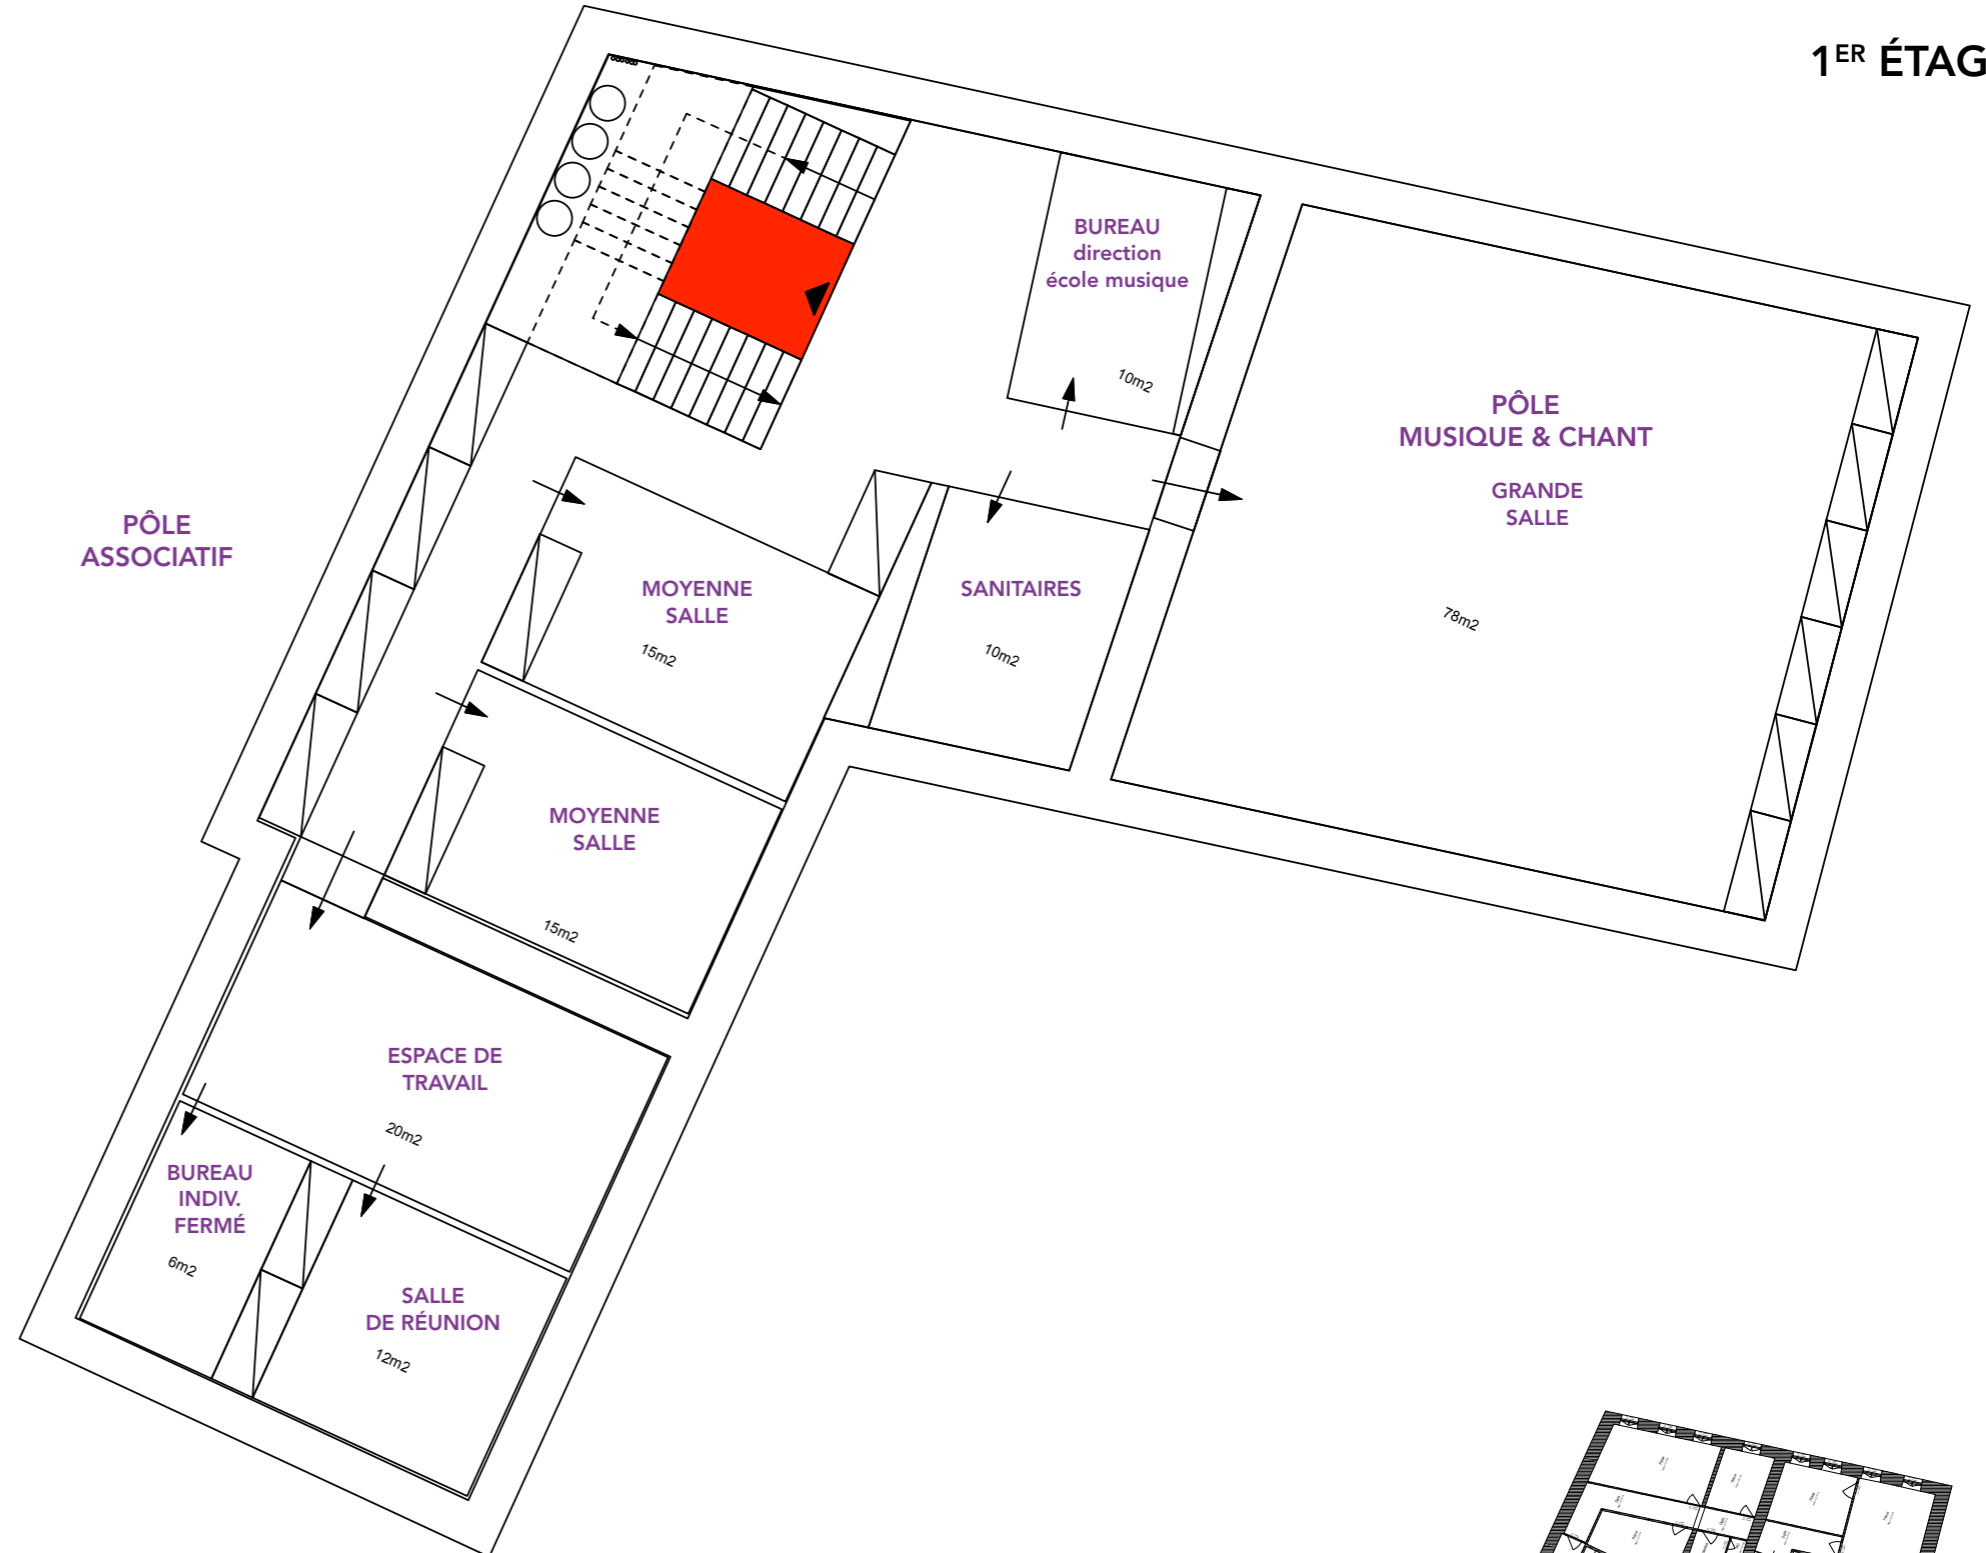 1ER ÉTAG
BUREAU
direction
école musique
10m2
PÔLE
MUSIQUE & CHANT
GRANDE
SALLE
78m2
PÔLE
ASSOCIATIF
MOYENNE
SALLE
15m2
SANITAIRES
10m2
MOYENNE
SALLE
15m2
ESPACE DE
TRAVAIL
20m2
BUREAU
INDIV.
FERMÉ
6m2
SALLE
DE RÉUNION
12m2